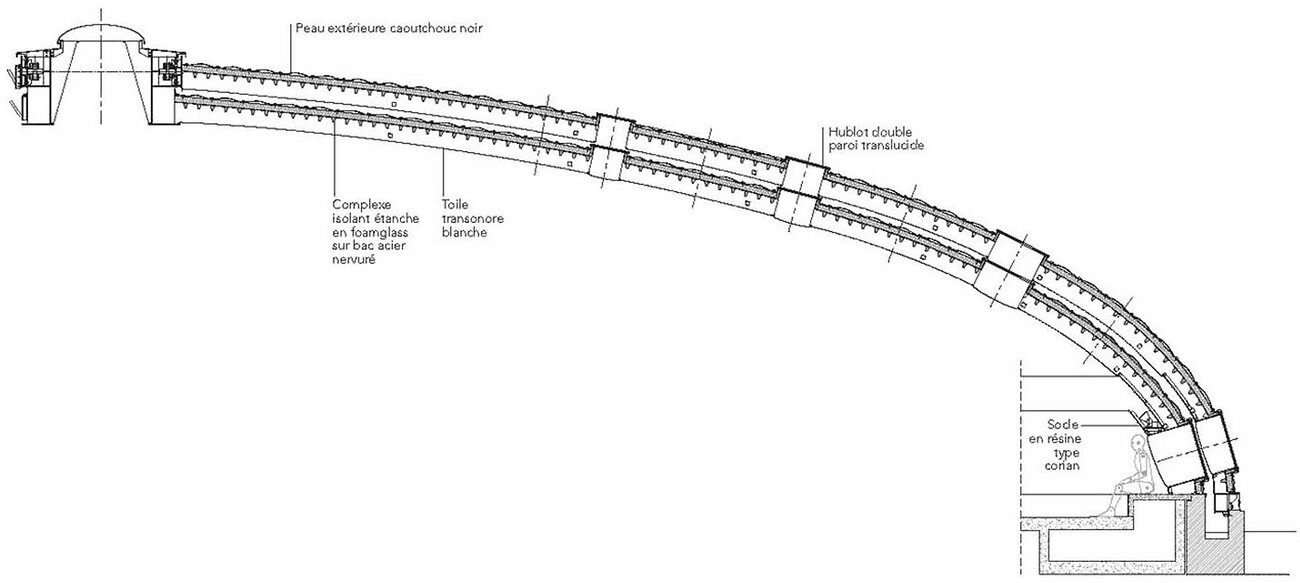 Peau extérieure caoutchouc noir
Hublot double
paroi translucide
Complexe
isolant étanche
en foamglass
sur bac acier
nervuré
Toile
transonore
blanche
Socle
en résine
type
corian